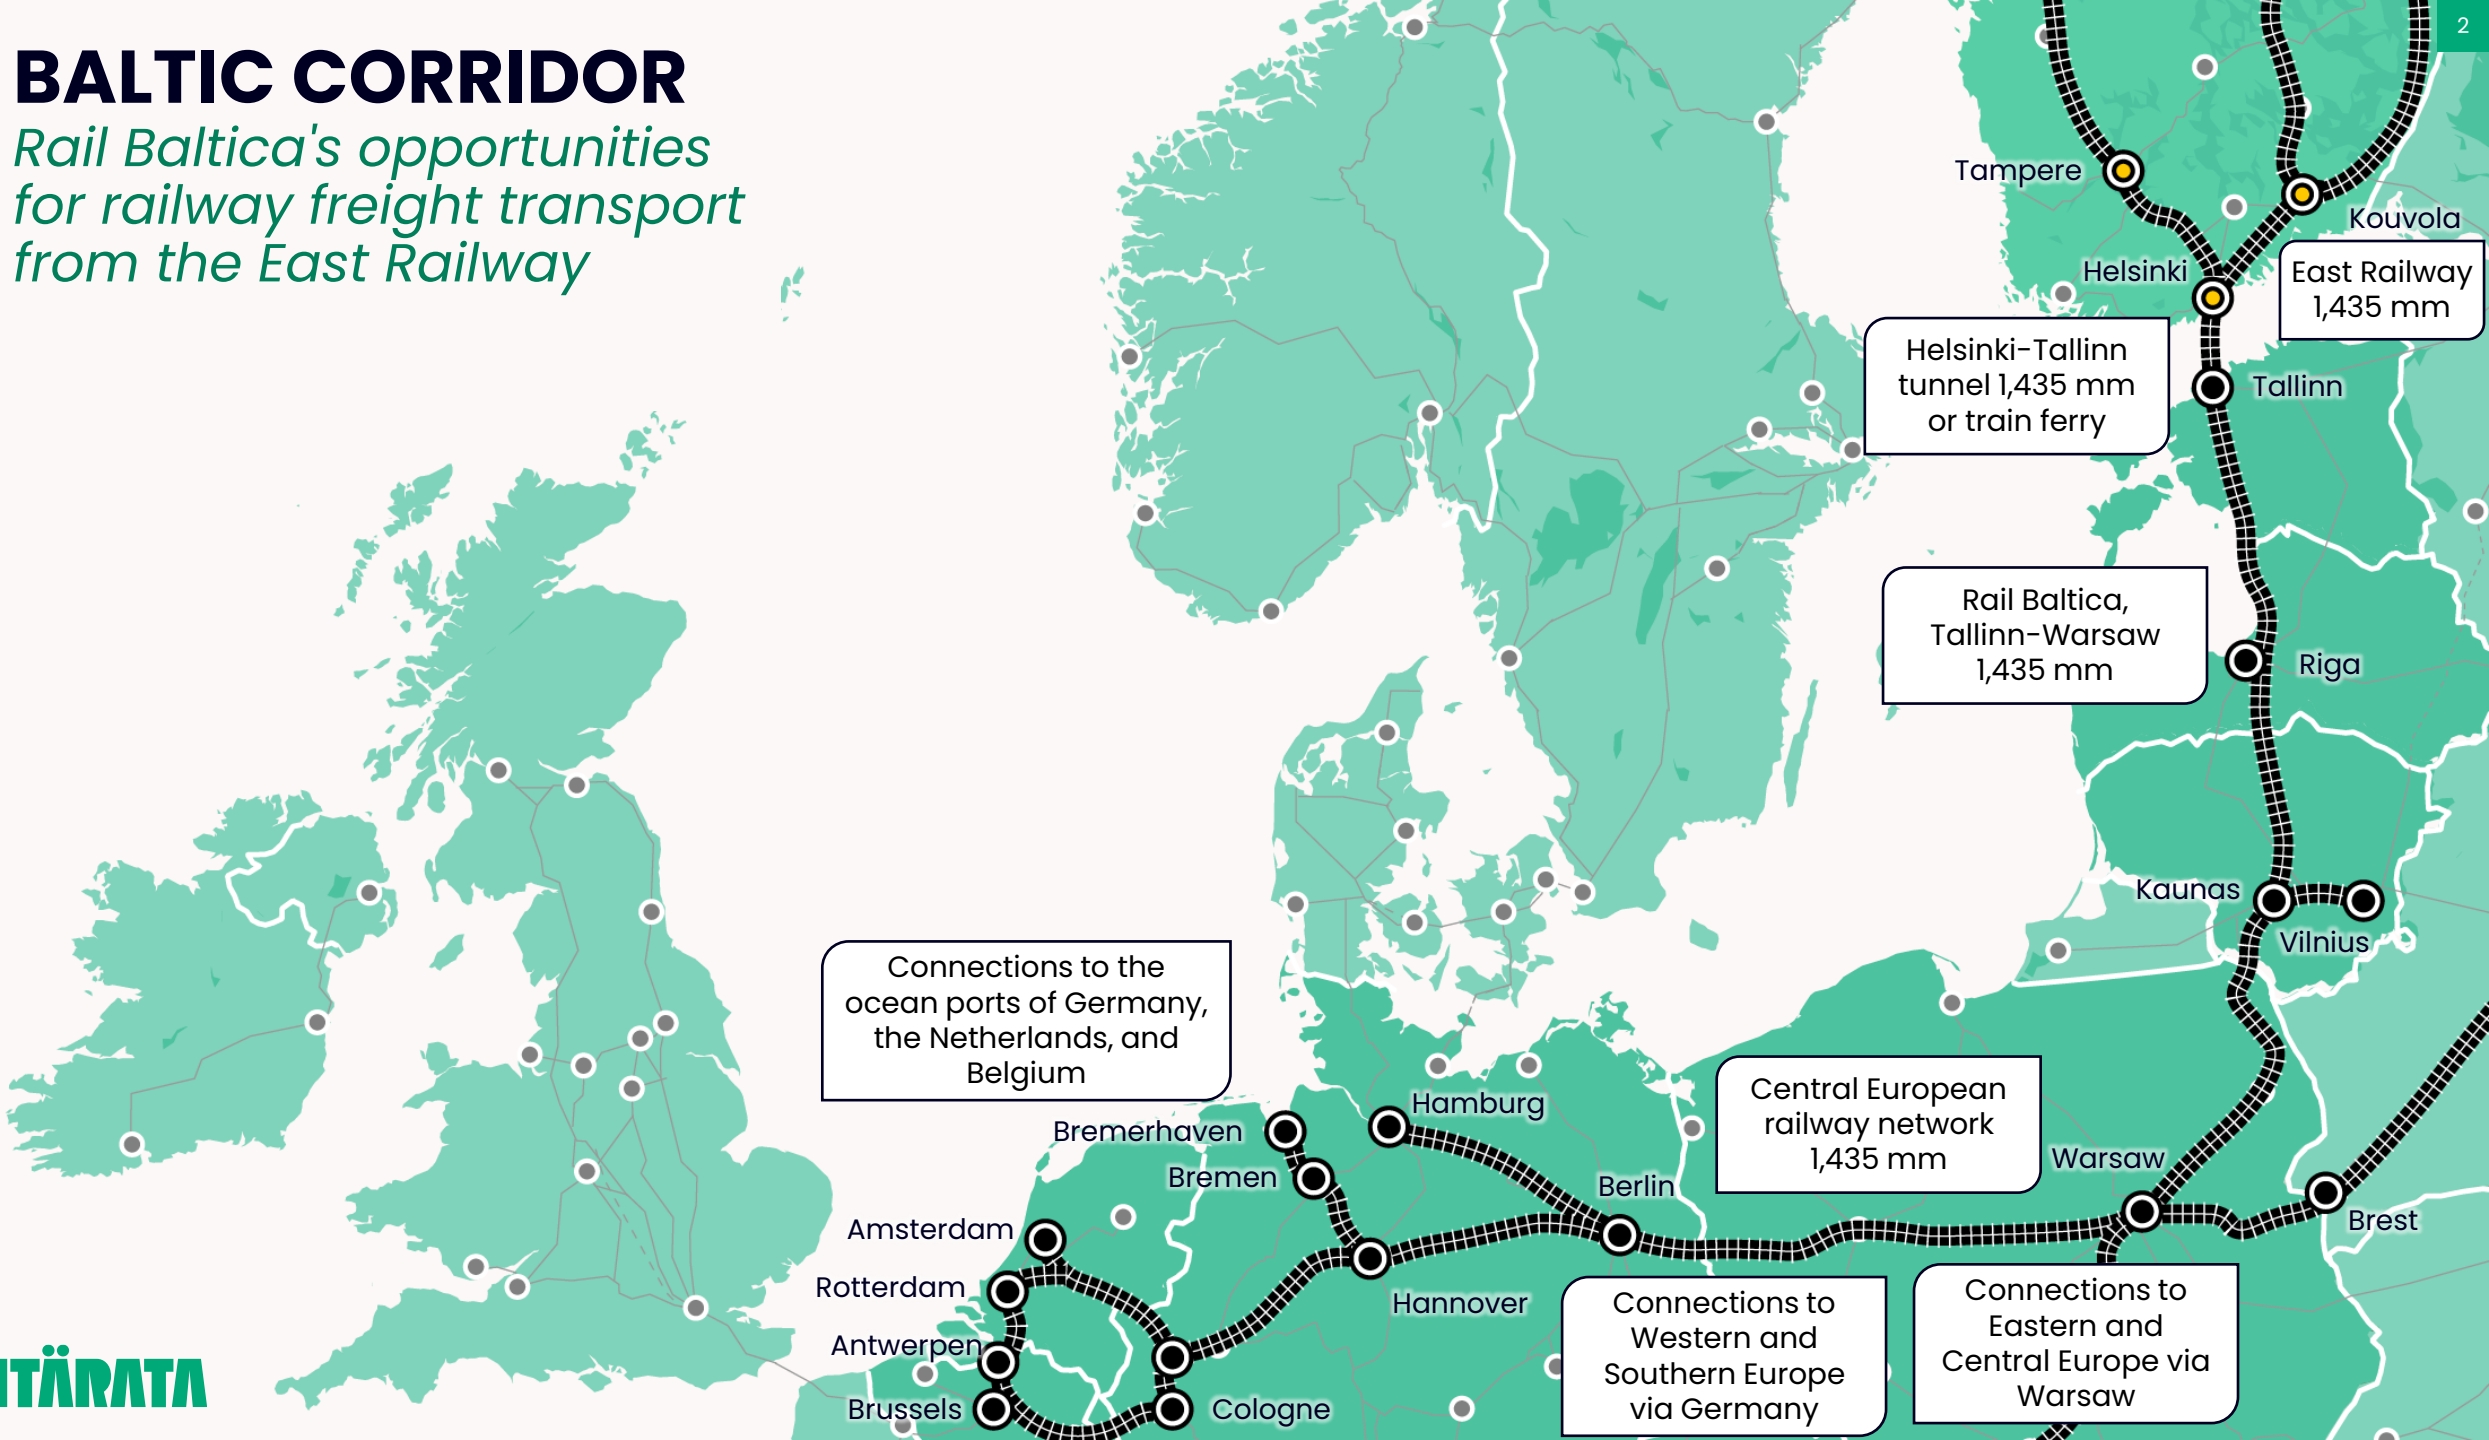 2
BALTIC CORRIDOR
Rail Baltica's opportunities
for railway freight transport
from the East Railway
Tampere
Kouvola
Helsinki
East Railway
1,435 mm
Helsinki-Tallinn
tunnel 1,435 mm
or train ferry
Tallinn
Rail Baltica,
Tallinn-Warsaw
1,435 mm
Riga
Kaunas
Vilnius
Connections to the
ocean ports of Germany,
the Netherlands, and
Belgium
Central European
railway network
1,435 mm
Hamburg
Bremerhaven
Bremen
Warsaw
Berlin
Brest
Amsterdam
Rotterdam
Hannover
Antwerpen
Brussels
Cologne
Connections to
Western and
Southern Europe
via Germany
Connections to
Eastern and
Central Europe via
Warsaw
ITÄRATA